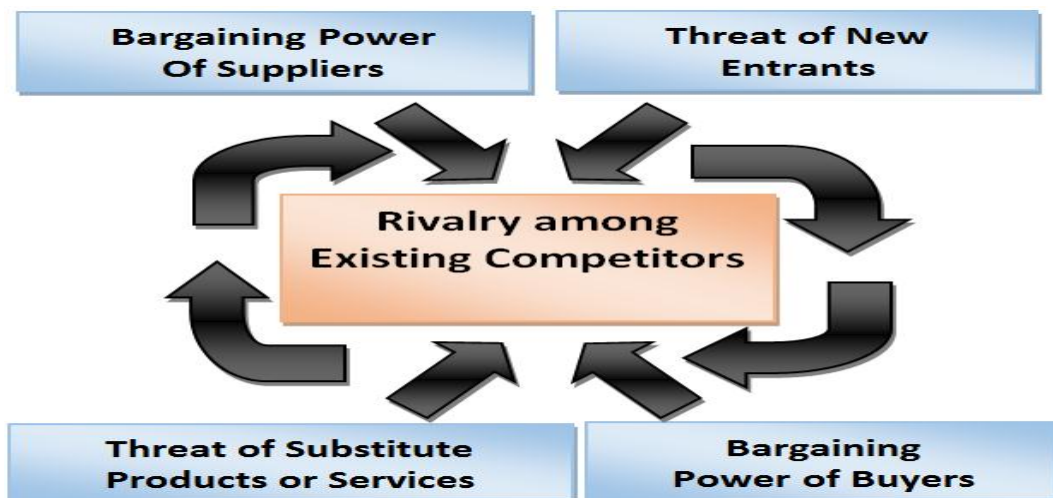 Bargaining Power
Of Suppliers
Threat of New
Entrants
Rivalry among
Existing Competitors
Threat of Substitute
Products or Services
Bargaining
Power of Buyers